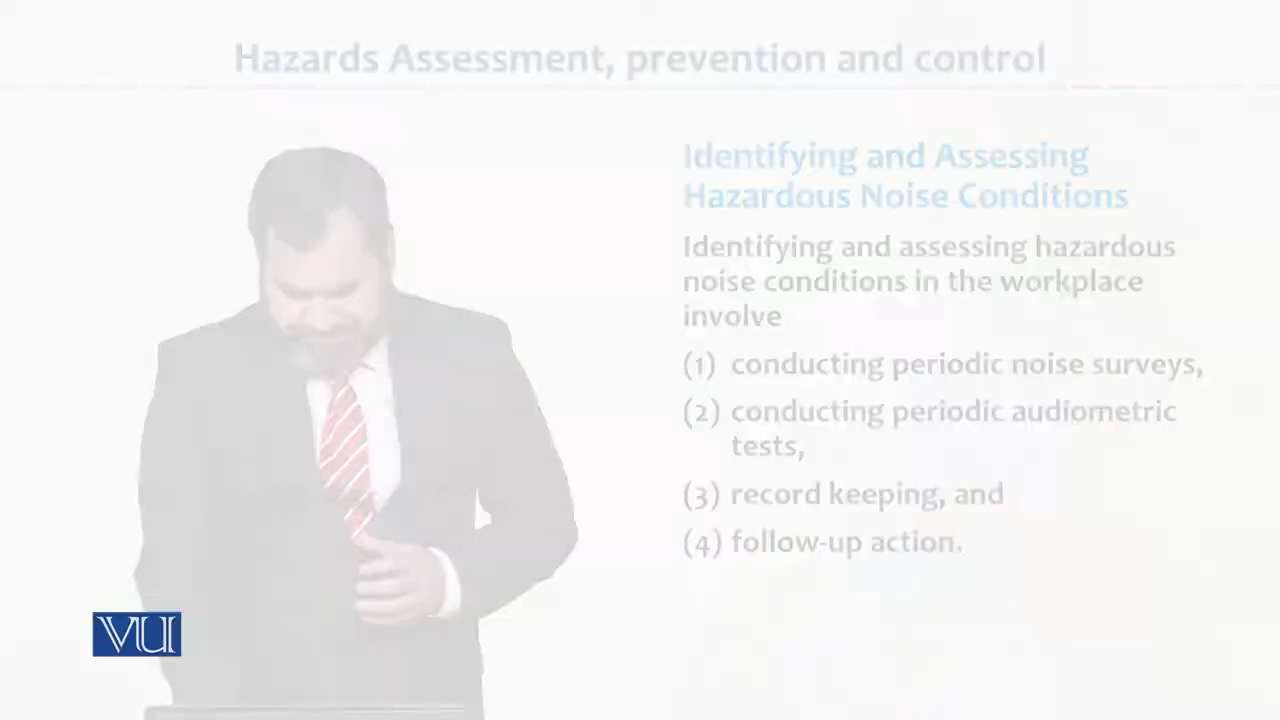 Hazards Assessment, prevention and control
Identifying and Assessing
Hazardous Noise Conditions
Identifying and assessing hazardous
noise conditions in the workplace
involve
(1) conducting periodic noise surveys,
(2) conducting periodic audiometric
tests,
(3) record keeping, and
(4) follow-up action.
VU